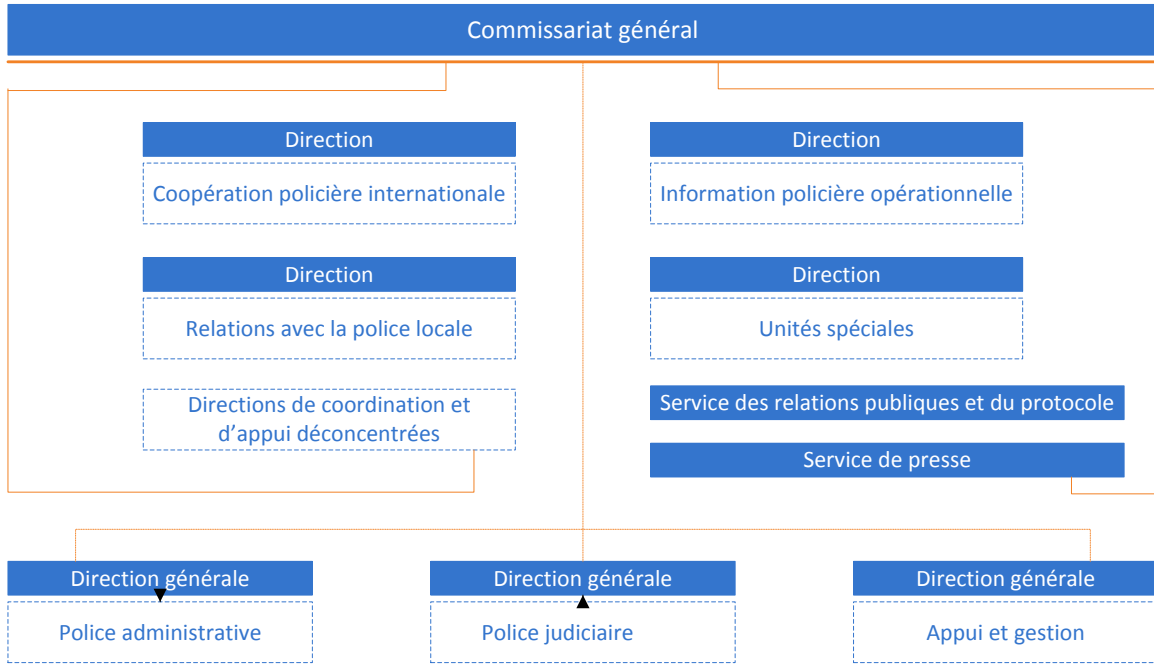 Commissariat général
Direction
Coopération policière internationale
Direction
Information policière opérationnelle
Direction
Relations avec la police locale
Direction
Unités spéciales
Directions de coordination et
d’appui déconcentrées
Service des relations publiques et du protocole
Service de presse
Direction générale
Police administrative
Direction générale
Police judiciaire
Direction générale
Appui et gestion